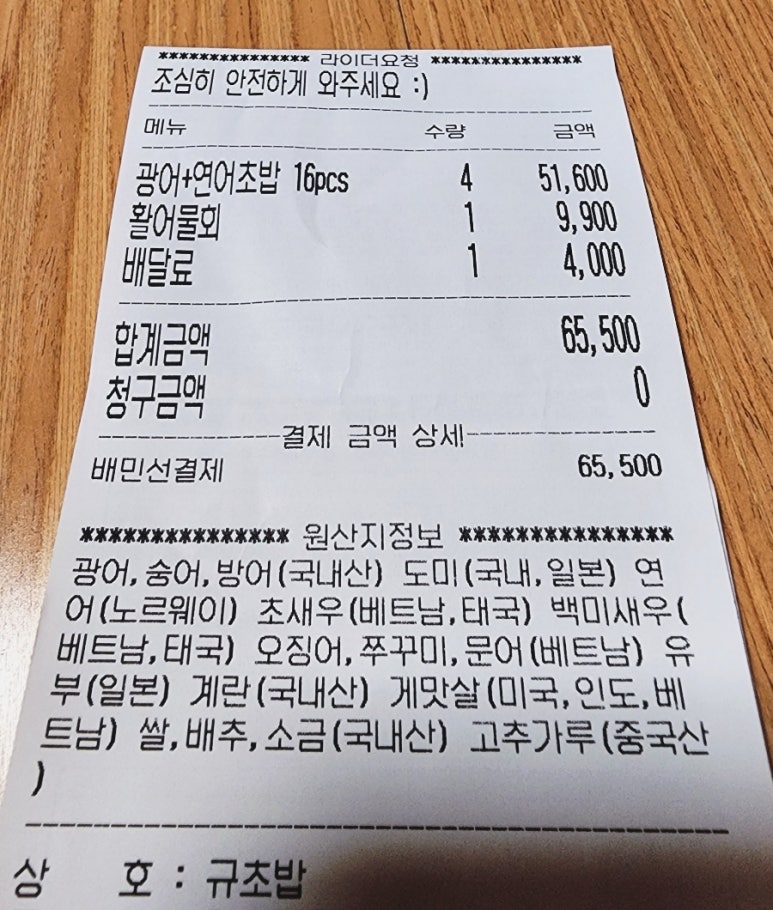 *************** 라이더요청 ***************
조심히 안전하게 와주세요 :)
메뉴 수량 금액
광어+연어초밥 16pcs 4 51,600
활어물회 1 9,900
배달료 1 4,000
합계금액 65,500
청구금액 0
--------------결제 금액 상세--------------
배민선결제 65,500
*************** 원산지정보 ***************
광어,숭어,방어(국내산) 도미(국내,일본) 연
어(노르웨이) 초새우(베트남,태국) 백미새우(
베트남,태국) 오징어,쭈꾸미,문어(베트남) 유
부(일본) 계란(국내산) 게맛살(미국,인도,베
트남) 쌀,배추,소금(국내산) 고추가루(중국산
)
상 호 : 규초밥